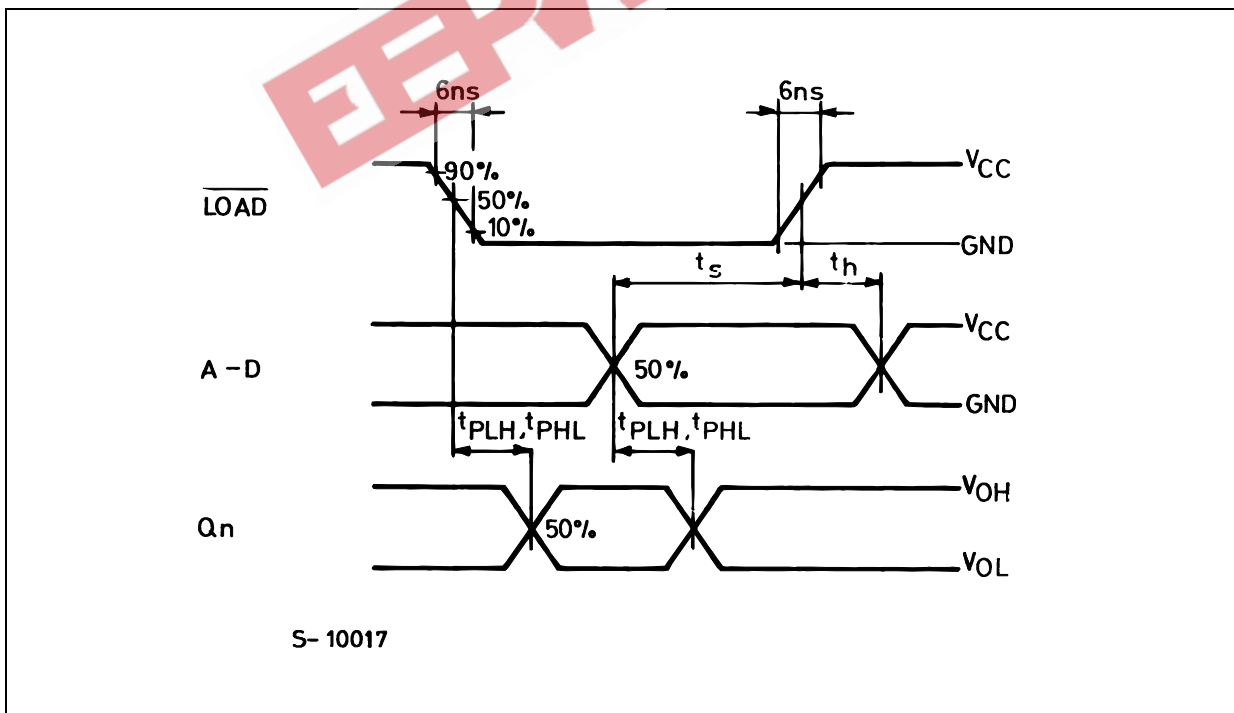 6ns 6ns
90%
50%
10%
LOAD
VCC
GND
ts th
A-D
VCC
50%
GND
tPLH,tPHL tPLH,tPHL
Qn
VOH
50%
VOL
S-10017